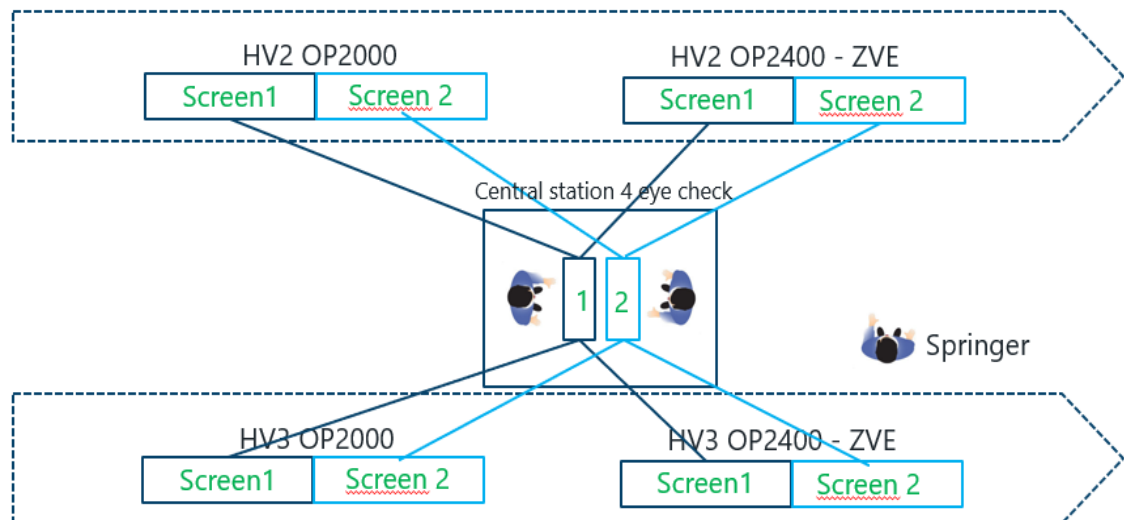 HV2 OP2000
HV2 OP2400 - ZVE
Screen1
Screen 2
Screen1
Screen 2
Central station 4 eye check
1
2
Springer
HV3 OP2000
HV3 OP2400 - ZVE
Screen1
Screen 2
Screen1
Screen 2